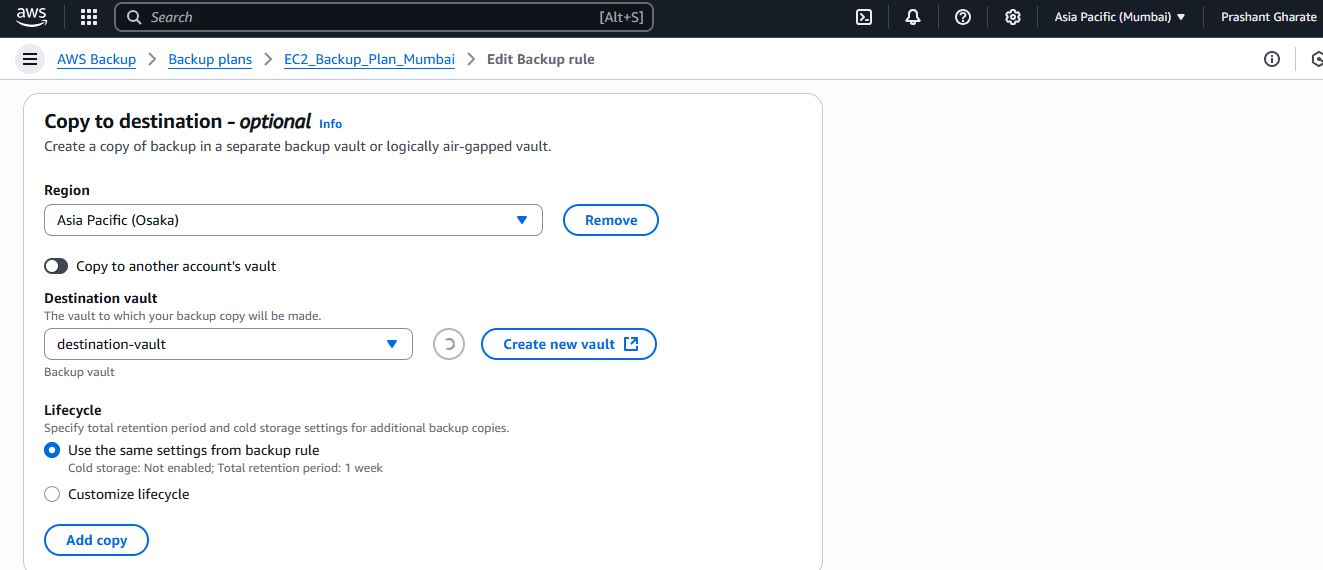 aws
Search [Alt+S]
Asia Pacific (Mumbai)
Prashant Gharate
AWS Backup > Backup plans > EC2_Backup_Plan_Mumbai > Edit Backup rule
Copy to destination - optional Info
Create a copy of backup in a separate backup vault or logically air-gapped vault.
Region
Asia Pacific (Osaka)
Remove
Copy to another account's vault
Destination vault
The vault to which your backup copy will be made.
destination-vault
Create new vault
Backup vault
Lifecycle
Specify total retention period and cold storage settings for additional backup copies.
Use the same settings from backup rule
Cold storage: Not enabled; Total retention period: 1 week
Customize lifecycle
Add copy